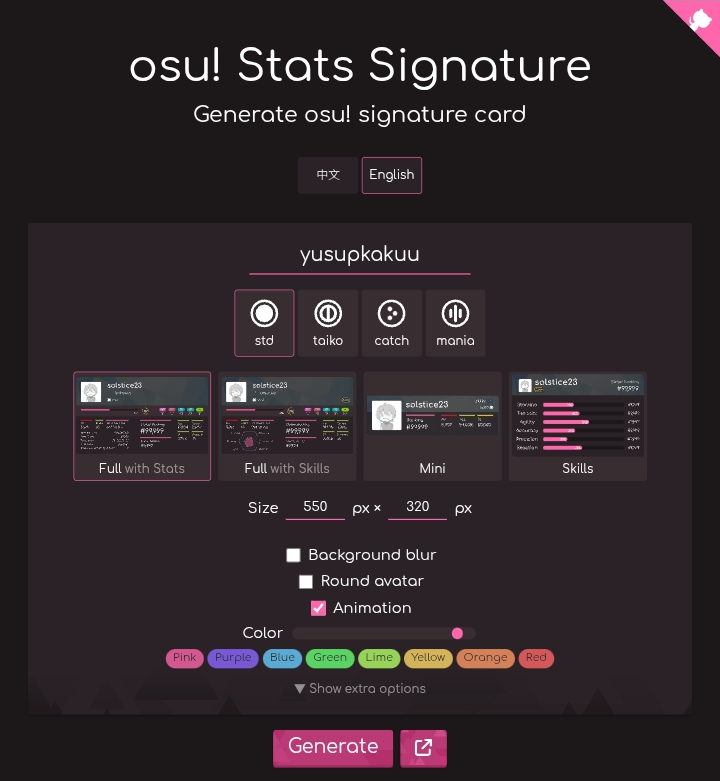 osu! Stats Signature
Generate osu! signature card
中文 English
yusupkakuu
std taiko catch mania
solstice23 solstice23 solstice23 solstice23
Full with Stats Full with Skills Mini Skills
Size 550 px × 320 px
Background blur
Round avatar
Animation
Color
Pink Purple Blue Green Lime Yellow Orange Red
▼ Show extra options
Generate